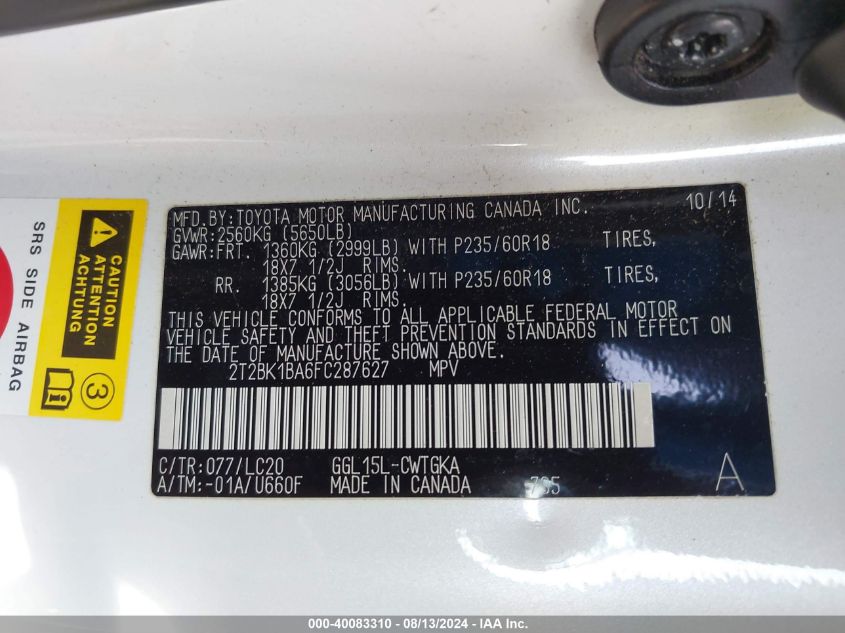 MFD.BY:TOYOTA MOTOR MANUFACTURING CANADA INC. 10/14
GVWR:2560KG (5650LB)
GAWR:FRT. 1360KG (2999LB) WITH P235/60R18 TIRES,
18X7 1/2J RIMS.
RR. 1385KG (3056LB) WITH P235/60R18 TIRES,
18X7 1/2J RIMS.
THIS VEHICLE CONFORMS TO ALL APPLICABLE FEDERAL MOTOR
VEHICLE SAFETY AND THEFT PREVENTION STANDARDS IN EFFECT ON
THE DATE OF MANUFACTURE SHOWN ABOVE.
2T2BK1BA6FC287627 MPV
C/TR:077/LC20 GGL15L-CWTGKA
A/TM:-01A/U660F MADE IN CANADA
A
SRS SIDE AIRBAG
CAUTION
ATTENTION
ACHTUNG
3
000-40083310 - 08/13/2024 - IAA Inc.